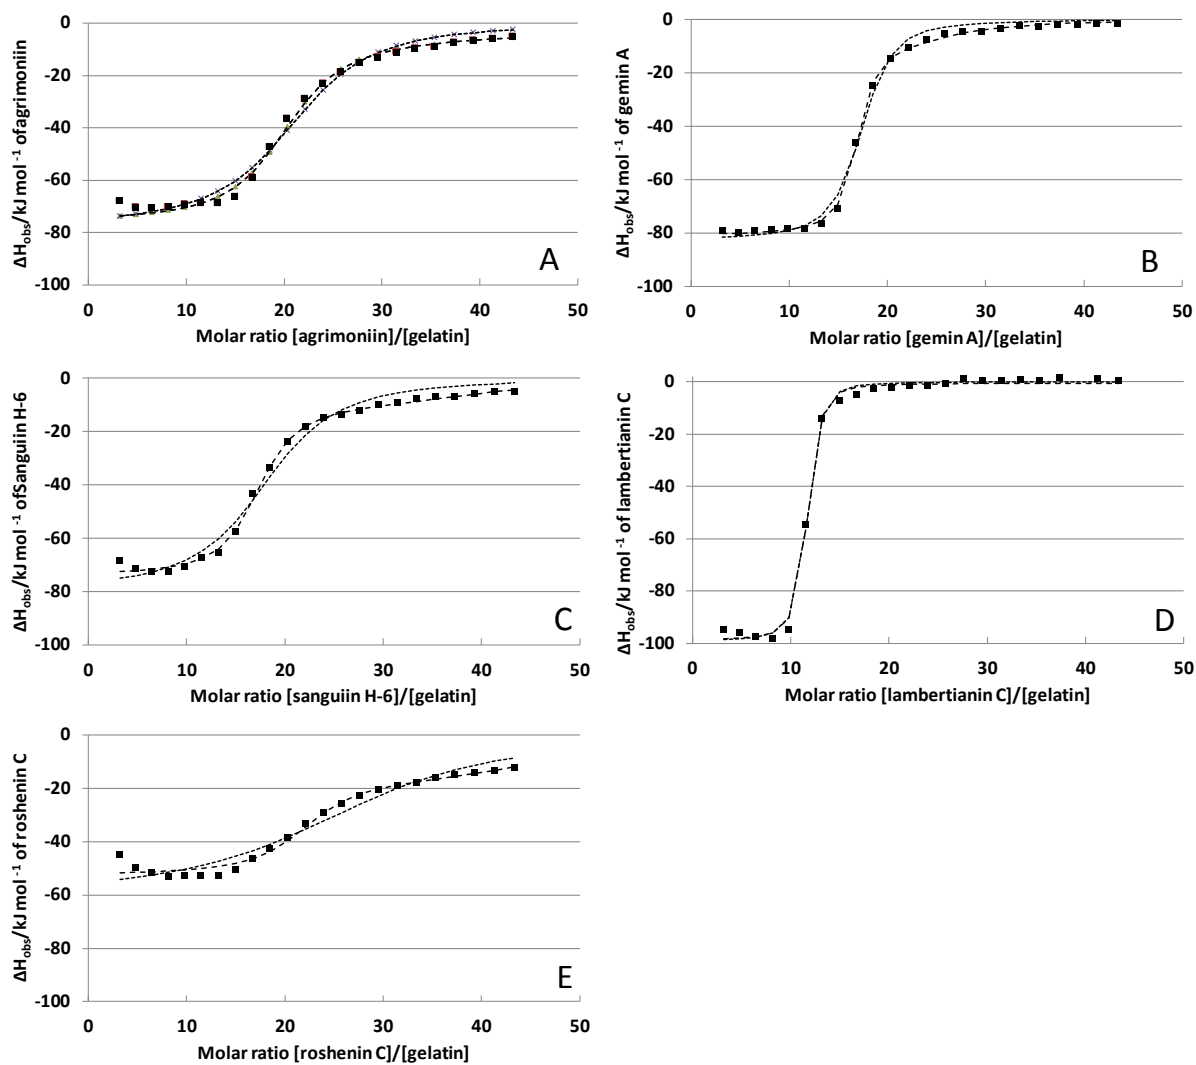 0
-20
-40
-60
-80
-100
ΔHobs/kJ mol -1 ofagrimoniin
A
0 10 20 30 40 50
Molar ratio [agrimoniin]/[gelatin]
0
-20
-40
-60
-80
-100
ΔHobs/kJ mol -1 of gemin A
B
0 10 20 30 40 50
Molar ratio [gemin A]/[gelatin]
0
-20
-40
-60
-80
-100
ΔHobs/kJ mol -1 ofSanguiin H-6
C
0 10 20 30 40 50
Molar ratio [sanguiin H-6]/[gelatin]
0
-20
-40
-60
-80
-100
ΔHobs/kJ mol -1 of lambertianin C
D
0 10 20 30 40 50
Molar ratio [lambertianin C]/[gelatin]
0
-20
-40
-60
-80
-100
ΔHobs/kJ mol -1 of roshenin C
E
0 10 20 30 40 50
Molar ratio [roshenin C]/[gelatin]